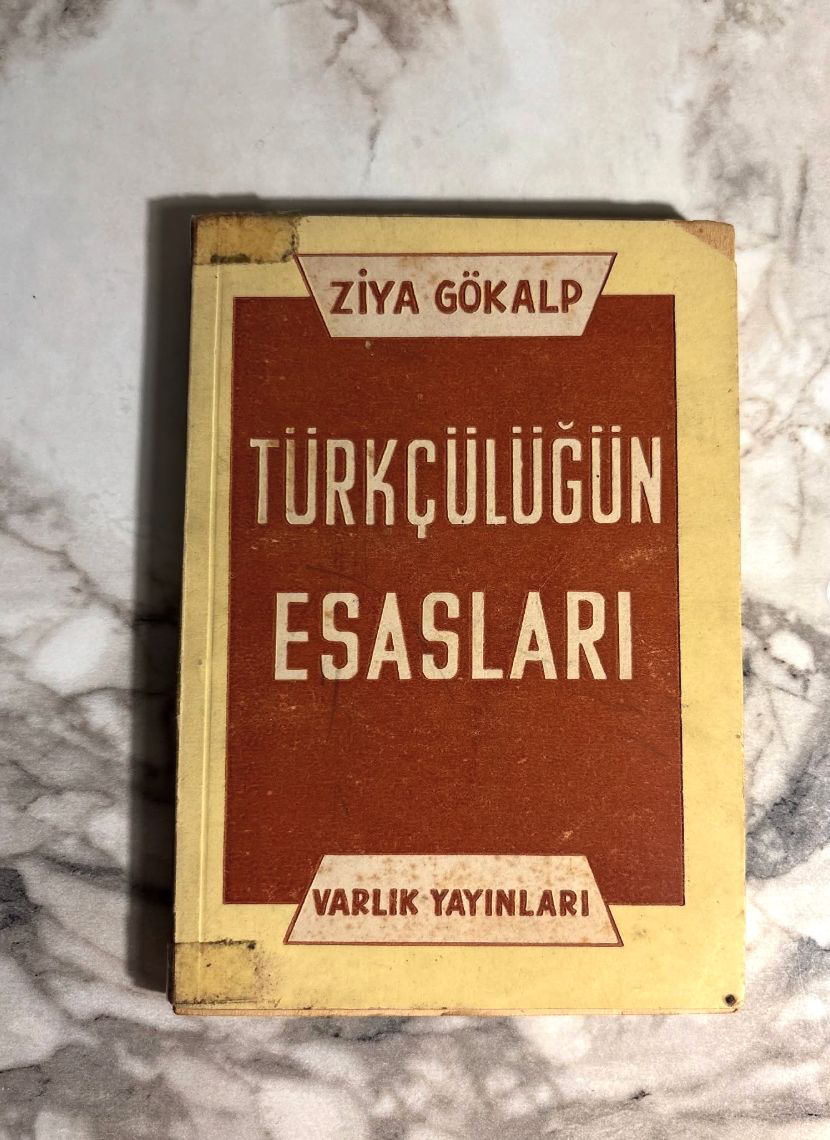 ZİYA GÖKALP
TÜRKÇÜLÜĞÜN
ESASLARI
VARLIK YAYINLARI